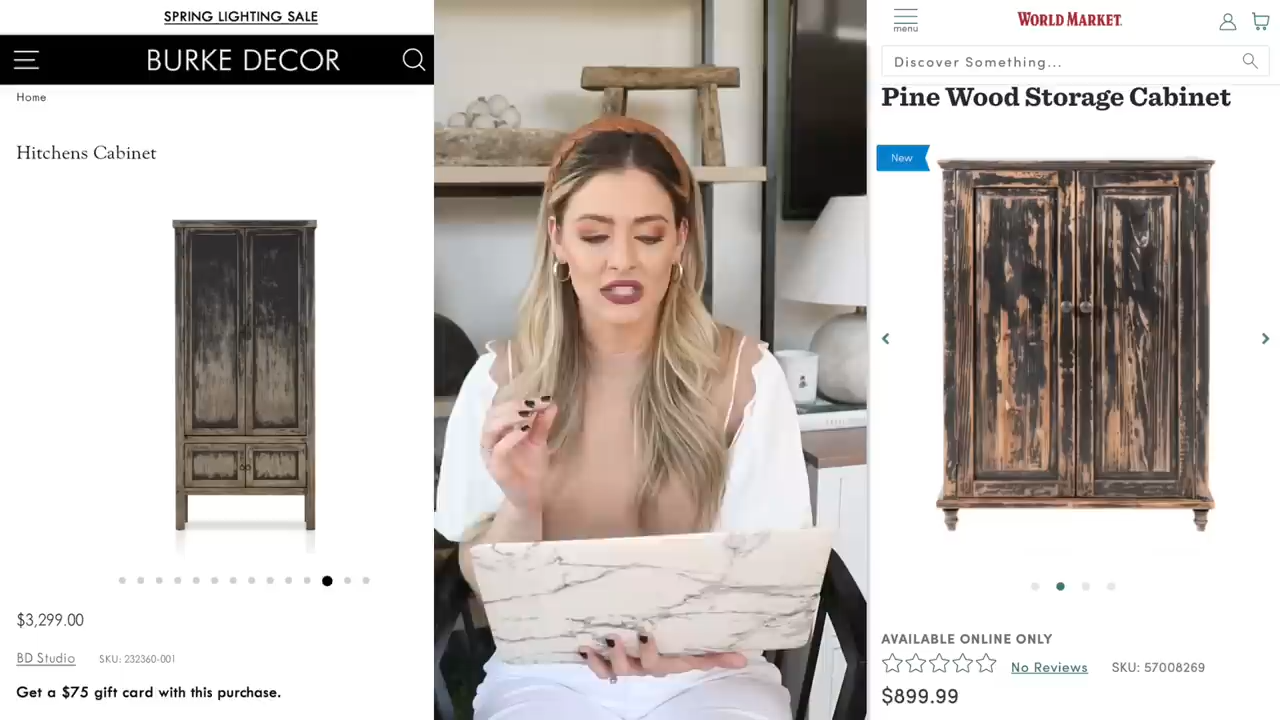 SPRING LIGHTING SALE
BURKE DECOR
Home
Hitchens Cabinet
$3,299.00
BD Studio SKU: 232360-001
Get a $75 gift card with this purchase.
menu
WORLD MARKET
Discover Something...
Pine Wood Storage Cabinet
New
AVAILABLE ONLINE ONLY
No Reviews SKU: 57008269
$899.99